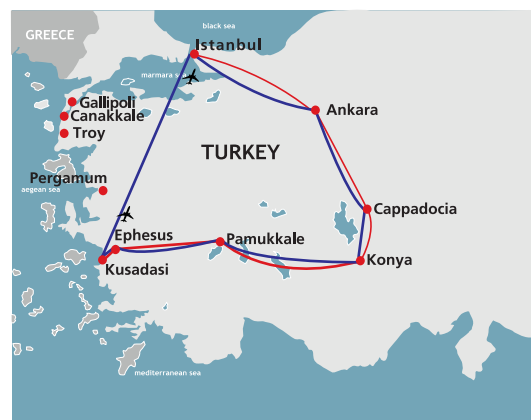 black sea
GREECE
Istanbul
marmara sea
Gallipoli
Canakkale
Troy
Ankara
TURKEY
Pergamum
aegean sea
Cappadocia
Ephesus
Pamukkale
Kusadasi
Konya
mediterranean sea